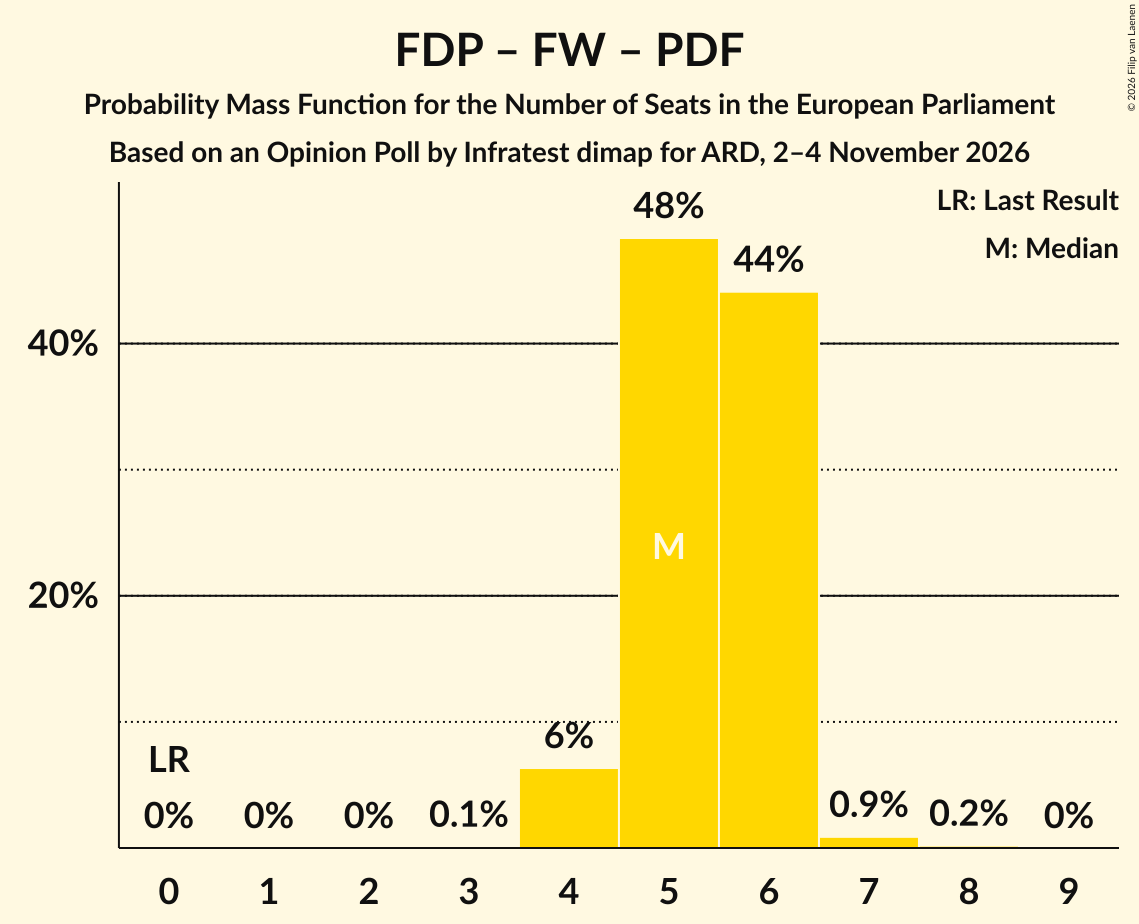 FDP – FW – PDF
Probability Mass Function for the Number of Seats in the European Parliament
Based on an Opinion Poll by Infratest dimap for ARD, 2–4 November 2026
© 2026 Filip van Laenen
LR: Last Result
M: Median
48%
44%
40%
M
20%
6%
LR
0%
0%
0%
0.1%
0.9%
0.2%
0%
0 1 2 3 4 5 6 7 8 9